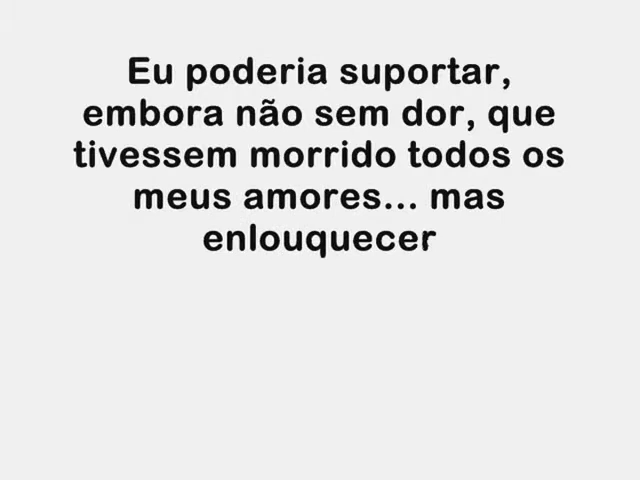 Eu poderia suportar,
embora não sem dor, que
tivessem morrido todos os
meus amores... mas
enlouquecer